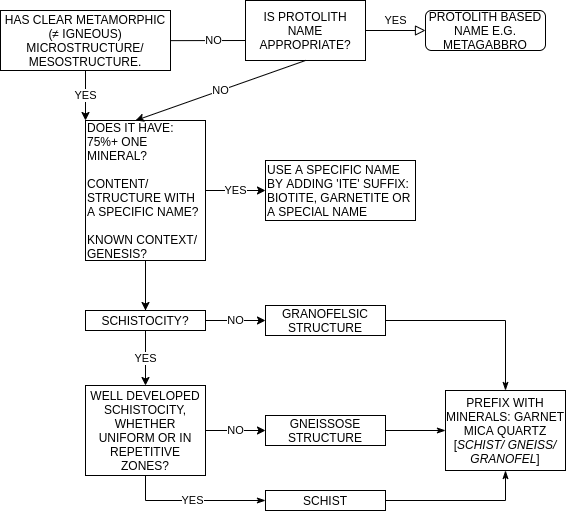 HAS CLEAR METAMORPHIC
(≠ IGNEOUS)
MICROSTRUCTURE/
MESOSTRUCTURE.
NO
IS PROTOLITH
NAME
APPROPRIATE?
YES
PROTOLITH BASED
NAME E.G.
METAGABBRO
YES
NO
DOES IT HAVE:
75%+ ONE
MINERAL?
CONTENT/
STRUCTURE WITH
A SPECIFIC NAME?
KNOWN CONTEXT/
GENESIS?
YES
USE A SPECIFIC NAME
BY ADDING 'ITE' SUFFIX:
BIOTITE, GARNETITE OR
A SPECIAL NAME
SCHISTOCITY?
NO
GRANOFELSIC
STRUCTURE
YES
WELL DEVELOPED
SCHISTOCITY,
WHETHER
UNIFORM OR IN
REPETITIVE
ZONES?
NO
GNEISSOSE
STRUCTURE
PREFIX WITH
MINERALS: GARNET
MICA QUARTZ
[SCHIST/ GNEISS/
GRANOFEL]
YES
SCHIST